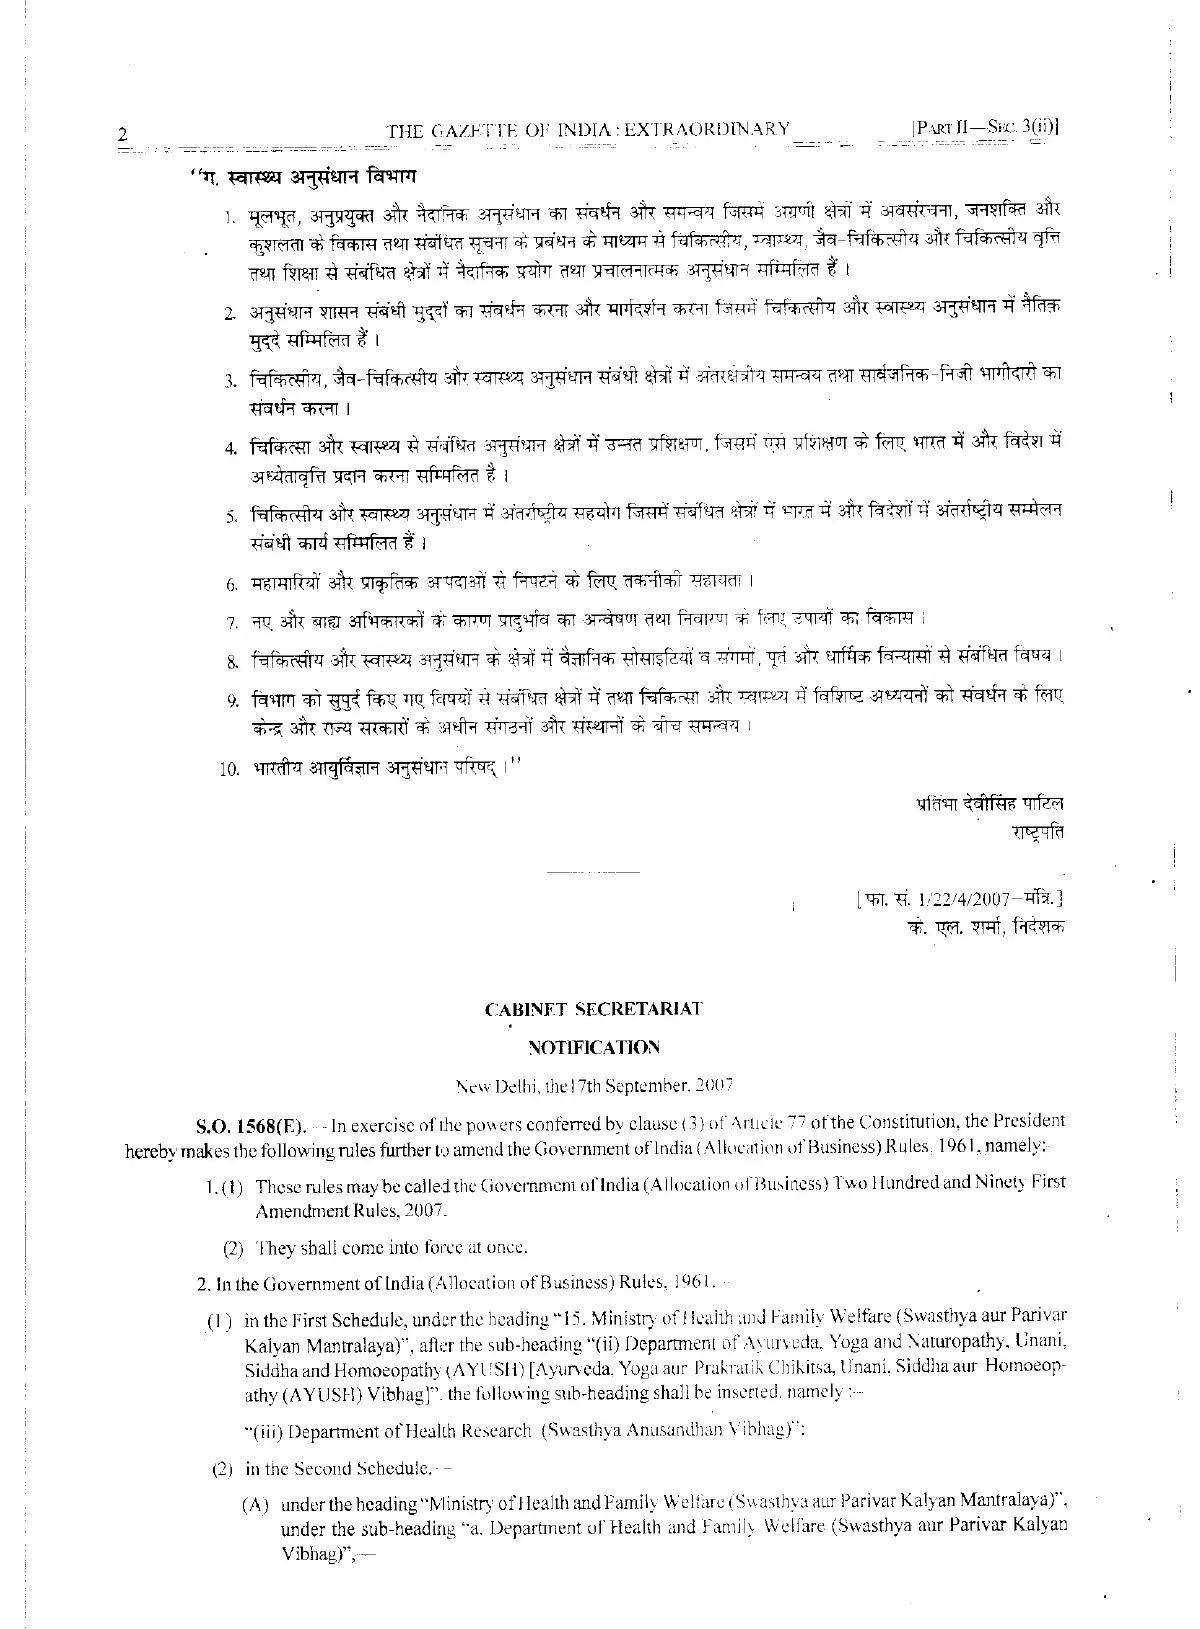 2 THE GAZETTE OF INDIA : EXTRAORDINARY [PART II—SEC. 3(ii)]
‘‘ग. स्वास्थ्य अनुसंधान विभाग
1. मूलभूत, अनुप्रयुक्त और नैदानिक अनुसंधान का संवर्धन और समन्वय जिसमें अग्रणी क्षेत्रों में अवसंरचना, जनशक्ति और
कुशलता के विकास तथा संबंधित सूचना के प्रबंधन के माध्यम से चिकित्सीय, स्वास्थ्य, जैव-चिकित्सीय और चिकित्सीय वृत्ति
तथा शिक्षा से संबंधित क्षेत्रों में नैदानिक प्रयोग तथा प्रचालनात्मक अनुसंधान सम्मिलित हैं ।
2. अनुसंधान शासन संबंधी मुद्दों का संवर्धन करना और मार्गदर्शन करना जिसमें चिकित्सीय और स्वास्थ्य अनुसंधान में नैतिक
मुद्दे सम्मिलित हैं ।
3. चिकित्सीय, जैव-चिकित्सीय और स्वास्थ्य अनुसंधान संबंधी क्षेत्रों में अंतरक्षेत्रीय समन्वय तथा सार्वजनिक-निजी भागीदारी का
संवर्धन करना ।
4. चिकित्सा और स्वास्थ्य से संबंधित अनुसंधान क्षेत्रों में उन्नत प्रशिक्षण, जिसमें ऐसे प्रशिक्षण के लिए भारत में और विदेश में
अध्येतावृत्ति प्रदान करना सम्मिलित है ।
5. चिकित्सीय और स्वास्थ्य अनुसंधान में अंतर्राष्ट्रीय सहयोग जिसमें संबंधित क्षेत्रों में भारत में और विदेशों में अंतर्राष्ट्रीय सम्मेलन
संबंधी कार्य सम्मिलित हैं ।
6. महामारियों और प्राकृतिक आपदाओं से निपटने के लिए तकनीकी सहायता ।
7. नए और बाह्य अभिकारकों के कारण प्रादुर्भाव का अन्वेषण तथा निवारण के लिए उपायों का विकास ।
8. चिकित्सीय और स्वास्थ्य अनुसंधान के क्षेत्रों में वैज्ञानिक सोसाइटियों व संगमों, पूर्त और धार्मिक विन्यासों से संबंधित विषय ।
9. विभाग को सुपुर्द किए गए विषयों से संबंधित क्षेत्रों में तथा चिकित्सा और स्वास्थ्य में विशिष्ट अध्ययनों को संवर्धन के लिए
केन्द्र और राज्य सरकारों के अधीन संगठनों और संस्थानों के बीच समन्वय ।
10. भारतीय आयुर्विज्ञान अनुसंधान परिषद् ।’’
प्रतिभा देवीसिंह पाटिल
राष्ट्रपति
[फा. सं. 1/22/4/2007-मंत्रि.]
के. एल. शर्मा, निदेशक
CABINET SECRETARIAT
NOTIFICATION
New Delhi, the 17th September, 2007
S.O. 1568(E).—In exercise of the powers conferred by clause (3) of Article 77 of the Constitution, the President
hereby makes the following rules further to amend the Government of India (Allocation of Business) Rules, 1961, namely:-
1. (1) These rules may be called the Government of India (Allocation of Business) Two Hundred and Ninety First
Amendment Rules, 2007.
(2) They shall come into force at once.
2. In the Government of India (Allocation of Business) Rules, 1961,—
(1) in the First Schedule, under the heading “15. Ministry of Health and Family Welfare (Swasthya aur Parivar
Kalyan Mantralaya)”, after the sub-heading “(ii) Department of Ayurveda, Yoga and Naturopathy, Unani,
Siddha and Homoeopathy (AYUSH) [Ayurveda, Yoga aur Prakratik Chikitsa, Unani, Siddha aur Homoeop-
athy (AYUSH) Vibhag]”, the following sub-heading shall be inserted, namely :—
“(iii) Department of Health Research (Swasthya Anusandhan Vibhag)”;
(2) in the Second Schedule,—
(A) under the heading “Ministry of Health and Family Welfare (Swasthya aur Parivar Kalyan Mantralaya)”,
under the sub-heading “a. Department of Health and Family Welfare (Swasthya aur Parivar Kalyan
Vibhag)”,—